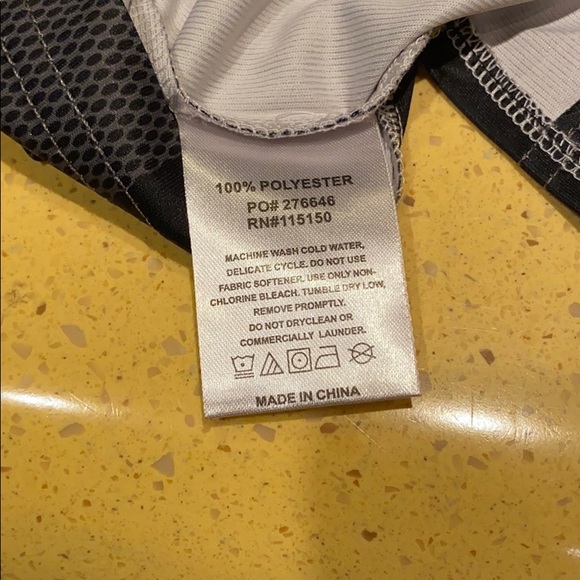 100% POLYESTER
PO# 276646
RN#115150
MACHINE WASH COLD WATER,
DELICATE CYCLE. DO NOT USE
FABRIC SOFTENER. USE ONLY NON-
CHLORINE BLEACH. TUMBLE DRY LOW,
REMOVE PROMPTLY.
DO NOT DRYCLEAN OR
COMMERCIALLY LAUNDER.
MADE IN CHINA